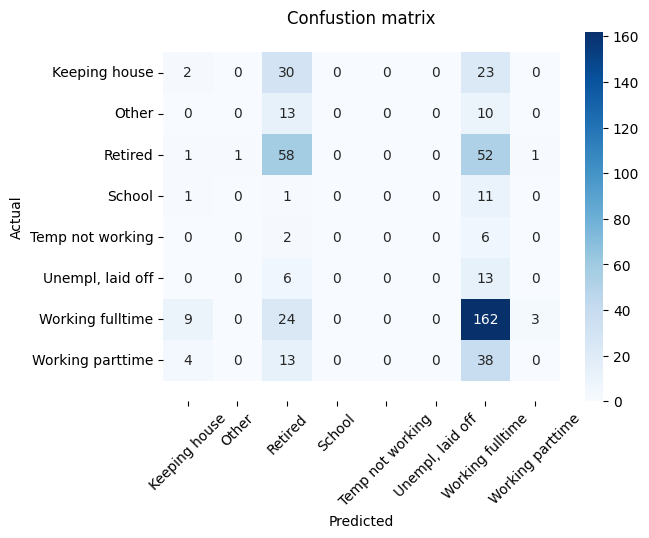 Confustion matrix
Keeping house 2 0 30 0 0 0 23 0
Other 0 0 13 0 0 0 10 0
Retired 1 1 58 0 0 0 52 1
School 1 0 1 0 0 0 11 0
Temp not working 0 0 2 0 0 0 6 0
Unempl, laid off 0 0 6 0 0 0 13 0
Working fulltime 9 0 24 0 0 0 162 3
Working parttime 4 0 13 0 0 0 38 0
Actual
Keeping house Other Retired School Temp not working Unempl, laid off Working fulltime Working parttime
Predicted
160
140
120
100
80
60
40
20
0